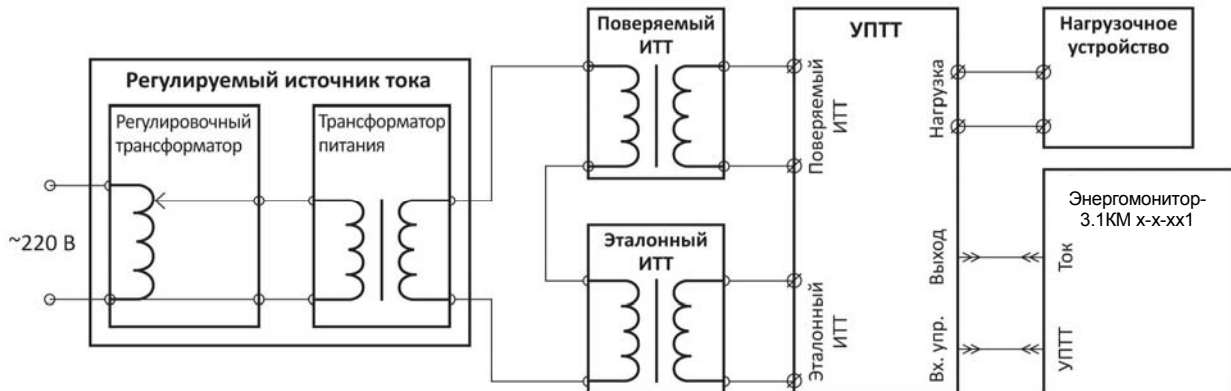 Регулируемый источник тока
Регулировочный
трансформатор
Трансформатор
питания
~220 В
Поверяемый
ИТТ
Эталонный
ИТТ
УПТТ
Поверяемый
ИТТ
Эталонный
ИТТ
Нагрузка
Выход
Вх. упр.
Нагрузочное
устройство
Энергомонитор-
3.1КМ х-х-хх1
Ток
УПТТ